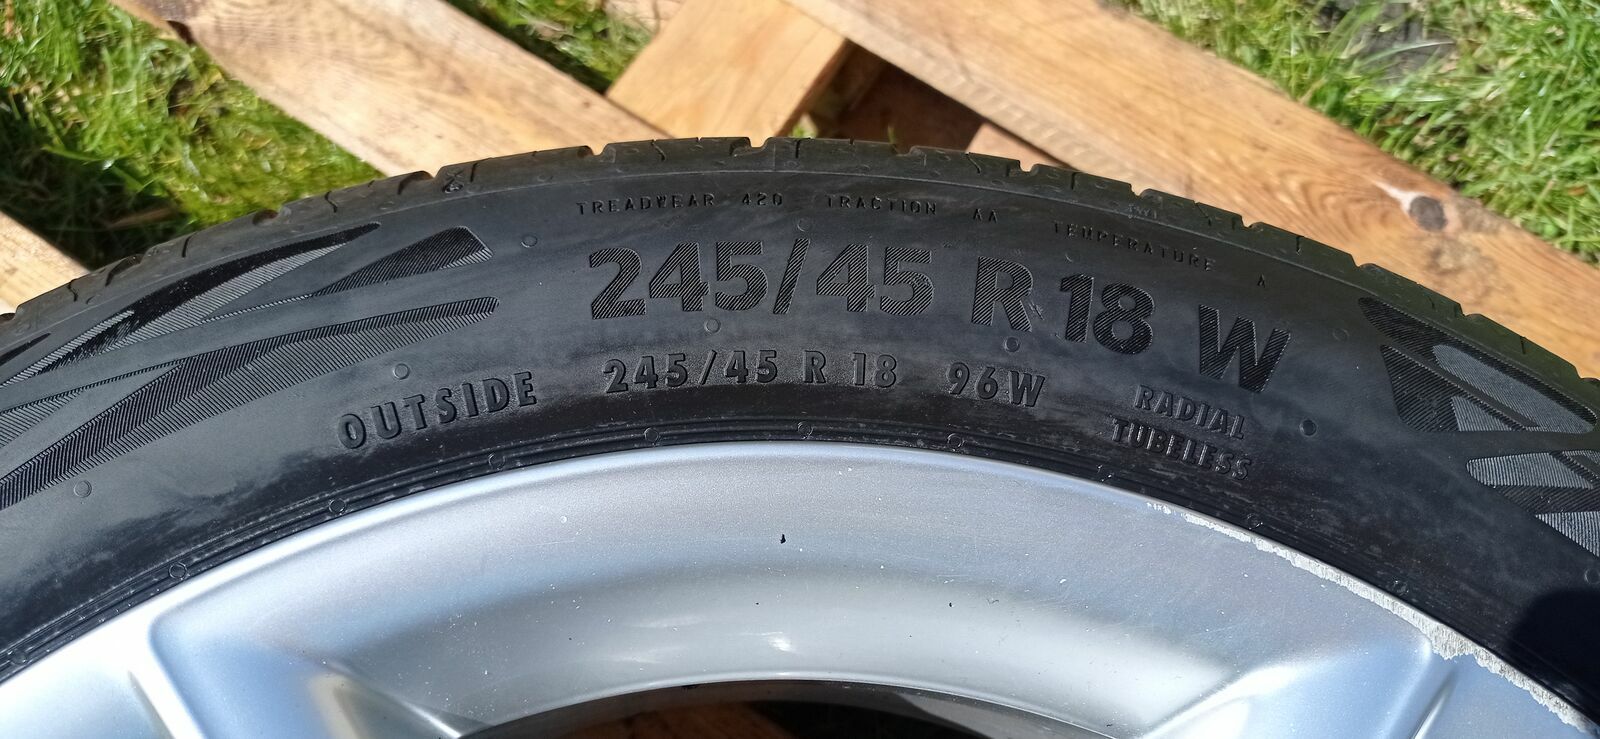 TREADWEAR 420 TRACTION AA TEMPERATURE A
245/45 R 18 W
OUTSIDE 245/45 R 18 96W RADIAL
TUBELESS